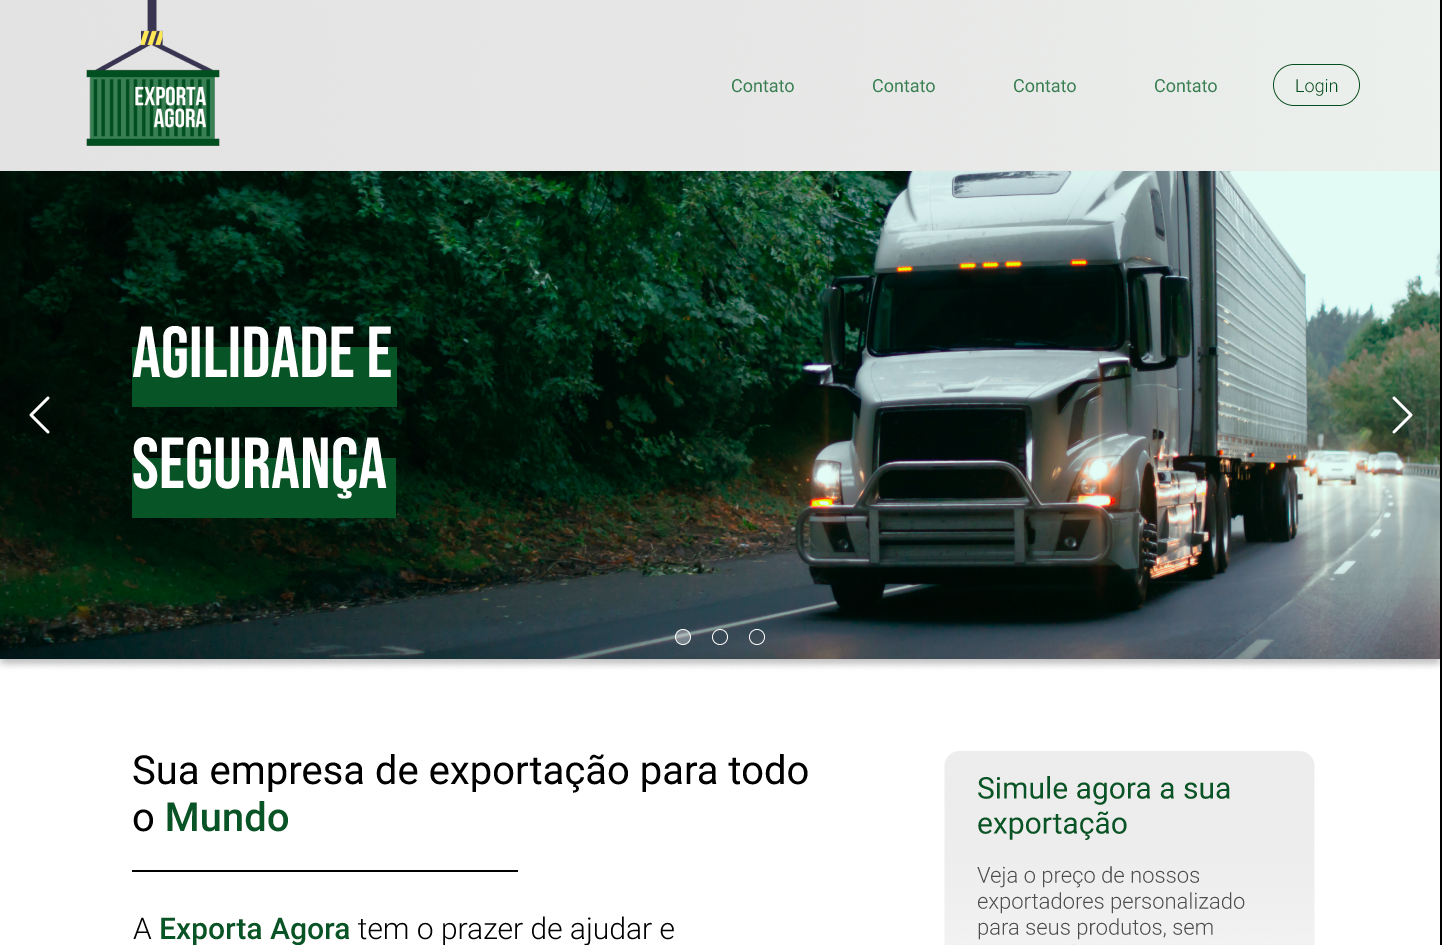 EXPORTA
AGORA
Contato
Contato
Contato
Contato
Login
AGILIDADE E
SEGURANÇA
Sua empresa de exportação para todo
o Mundo
A Exporta Agora tem o prazer de ajudar e
Simule agora a sua
exportação
Veja o preço de nossos
exportadores personalizado
para seus produtos, sem